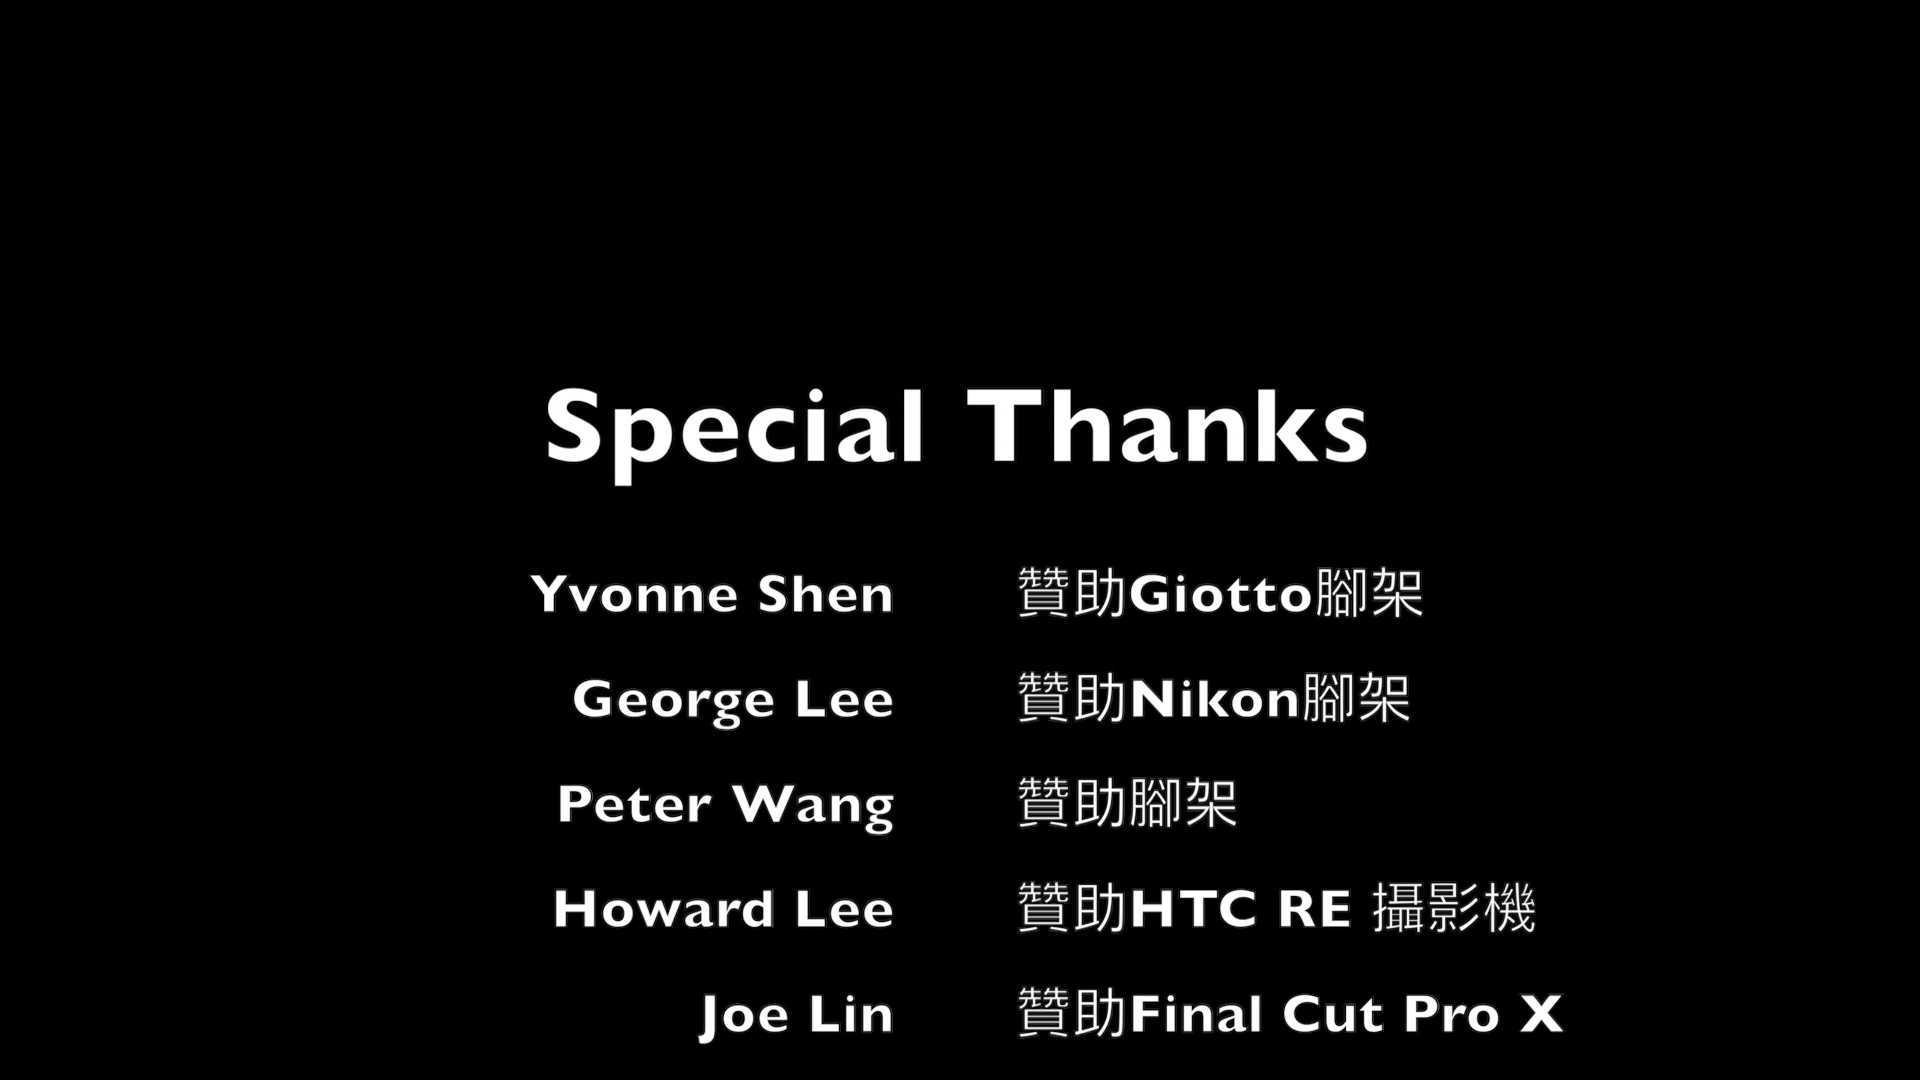 Special Thanks
Yvonne Shen 贊助Giotto腳架
George Lee 贊助Nikon腳架
Peter Wang 贊助腳架
Howard Lee 贊助HTC RE 攝影機
Joe Lin 贊助Final Cut Pro X